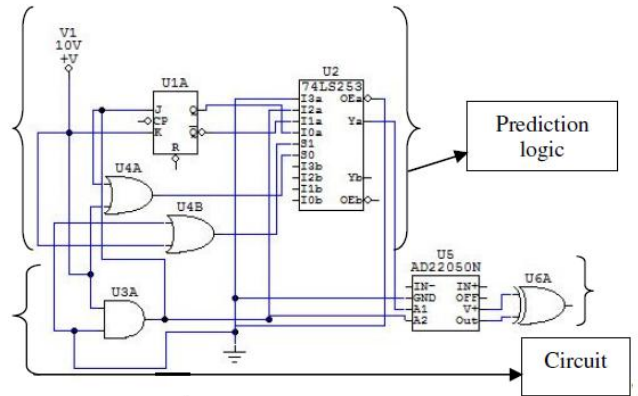 V1
10V
+V
U1A
J
Q
CP
K
Q
R
U2
74LS253
I3a OEa
I2a
I1a Ya
I0a
S1
S0
I3b
I2b Yb
I1b
I0b OEb
U4A
U4B
U3A
U5
AD22050N
IN- IN+
GND OFF
A1 V+
A2 Out
U6A
Prediction
logic
Circuit